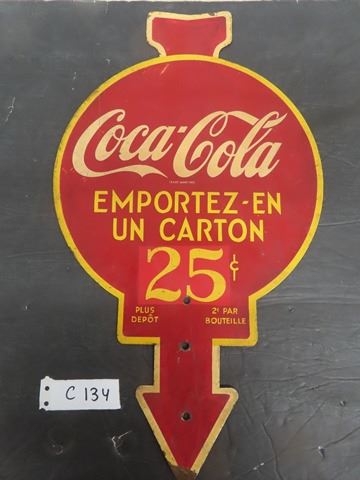 Coca-Cola
EMPORTEZ-EN
UN CARTON
25¢
PLUS DEPÔT
2¢ PAR BOUTEILLE
C 134